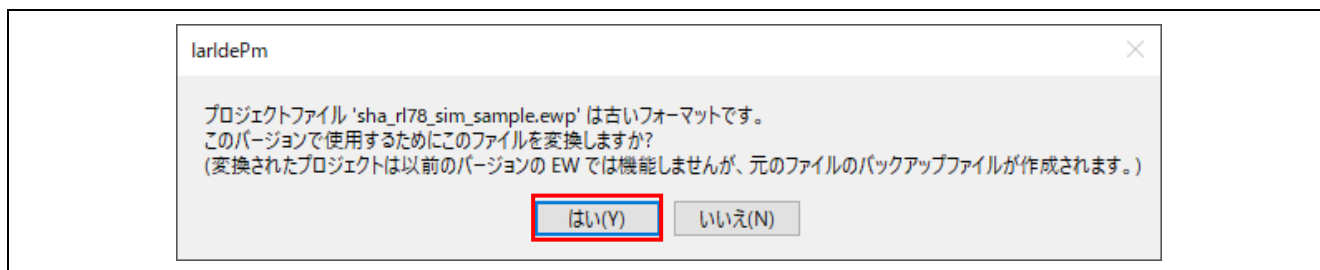 IarIdePm
プロジェクトファイル 'sha_rl78_sim_sample.ewp' は古いフォーマットです。
このバージョンで使用するためにこのファイルを変換しますか?
(変換されたプロジェクトは以前のバージョンの EW では機能しませんが、元のファイルのバックアップファイルが作成されます。)
はい(Y)
いいえ(N)